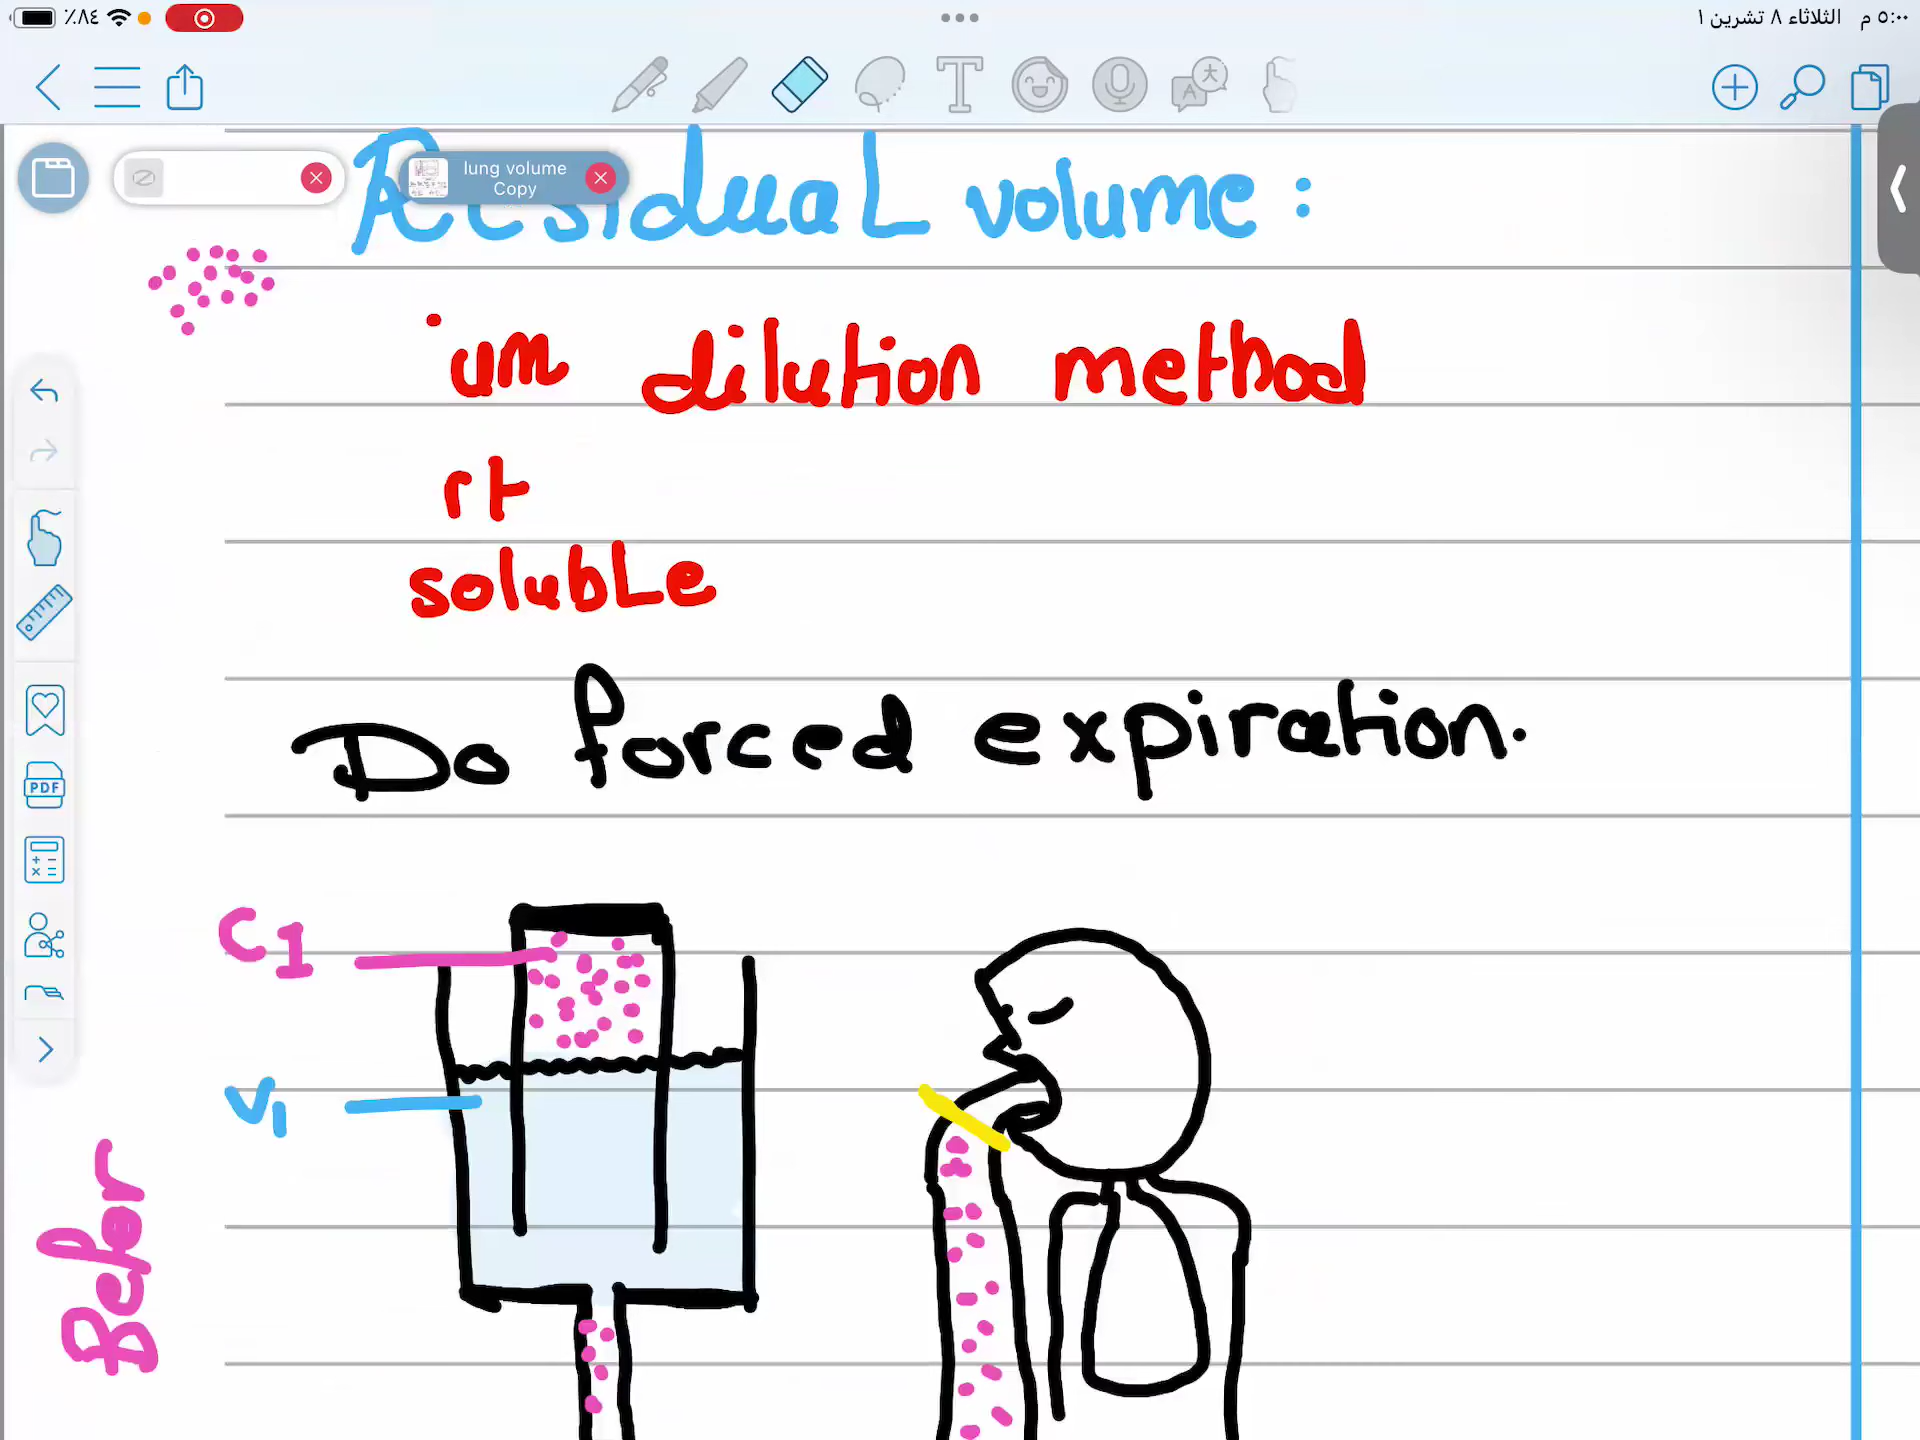 ٪٨٤
٥:٠٠ م الثلاثاء ٨ تشرين ١
lung volume
Copy
Residual volume :
um dilution method
rt
soluble
Do forced expiration.
C1
V1
Befor
PDF